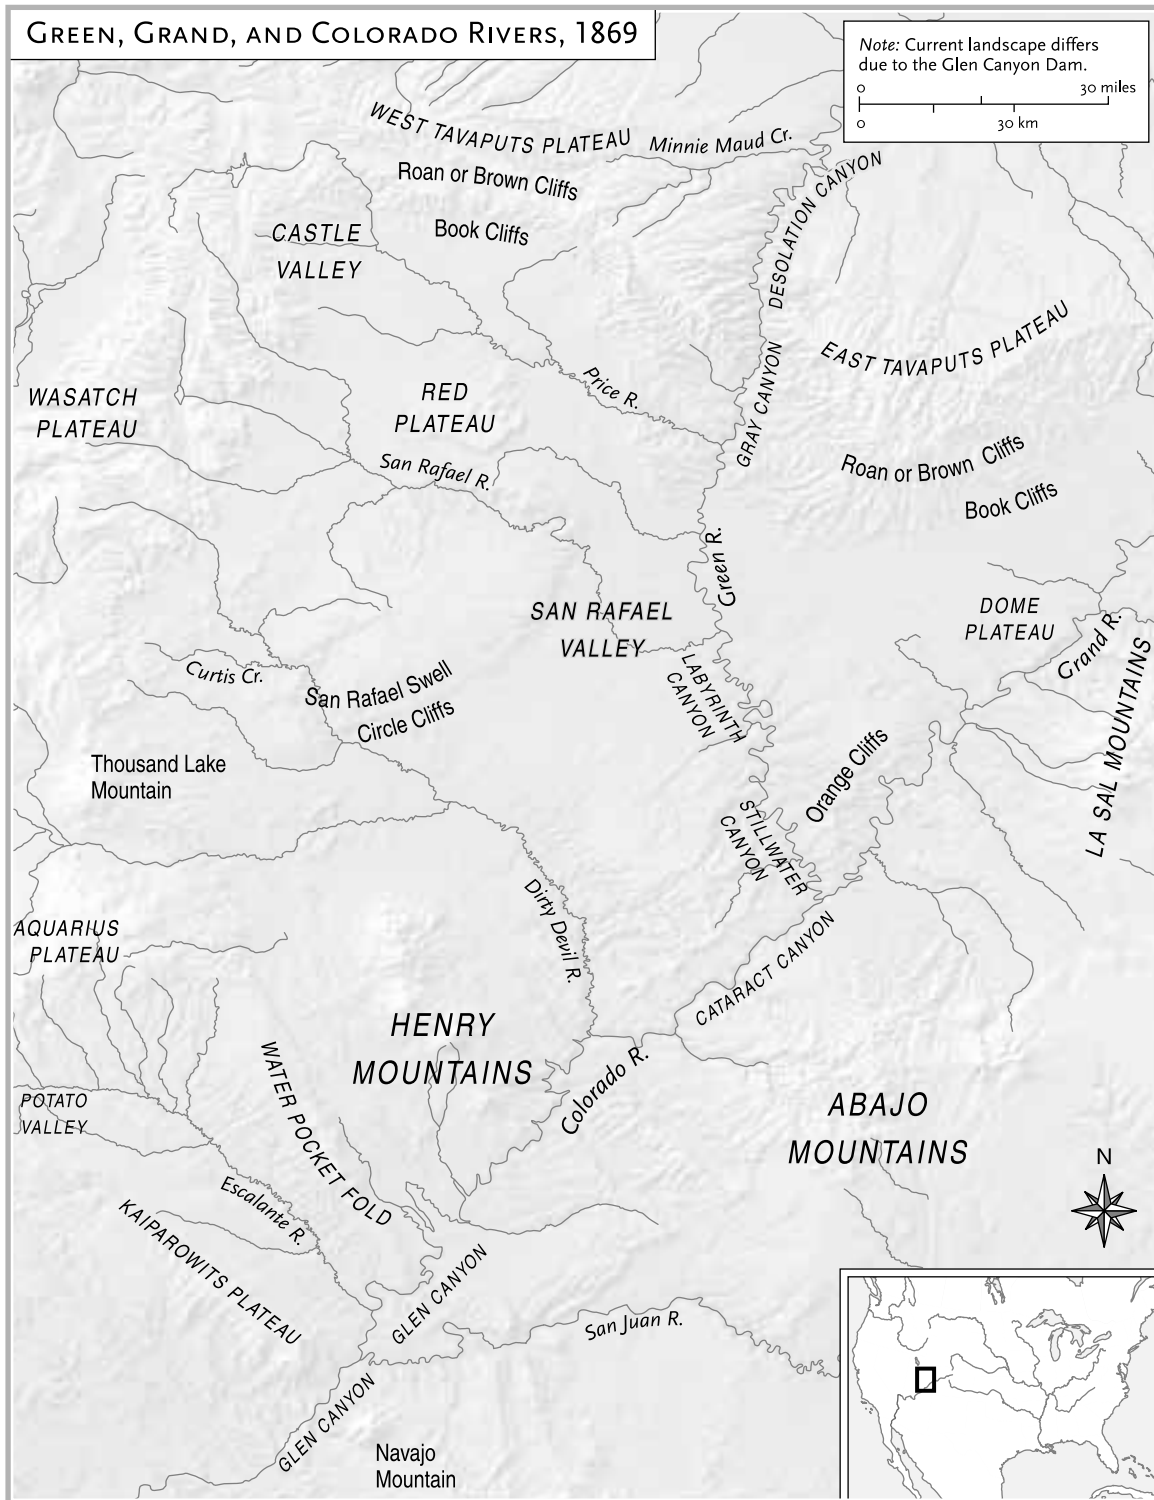 GREEN, GRAND, AND COLORADO RIVERS, 1869
Note: Current landscape differs
due to the Glen Canyon Dam.
0 30 miles
0 30 km
WEST TAVAPUTS PLATEAU
Minnie Maud Cr.
Roan or Brown Cliffs
Book Cliffs
CASTLE
VALLEY
DESOLATION CANYON
EAST TAVAPUTS PLATEAU
WASATCH
PLATEAU
RED
PLATEAU
Price R.
GRAY CANYON
San Rafael R.
Roan or Brown Cliffs
Book Cliffs
Green R.
SAN RAFAEL
VALLEY
DOME
PLATEAU
Grand R.
LA SAL MOUNTAINS
Curtis Cr.
San Rafael Swell
Circle Cliffs
LABYRINTH
CANYON
Thousand Lake
Mountain
Orange Cliffs
STILLWATER
CANYON
Dirty Devil R.
AQUARIUS
PLATEAU
CATARACT CANYON
HENRY
MOUNTAINS
Colorado R.
WATER POCKET FOLD
POTATO
VALLEY
ABAJO
MOUNTAINS
N
Escalante R.
KAIPAROWITS PLATEAU
GLEN CANYON
San Juan R.
GLEN CANYON
Navajo
Mountain